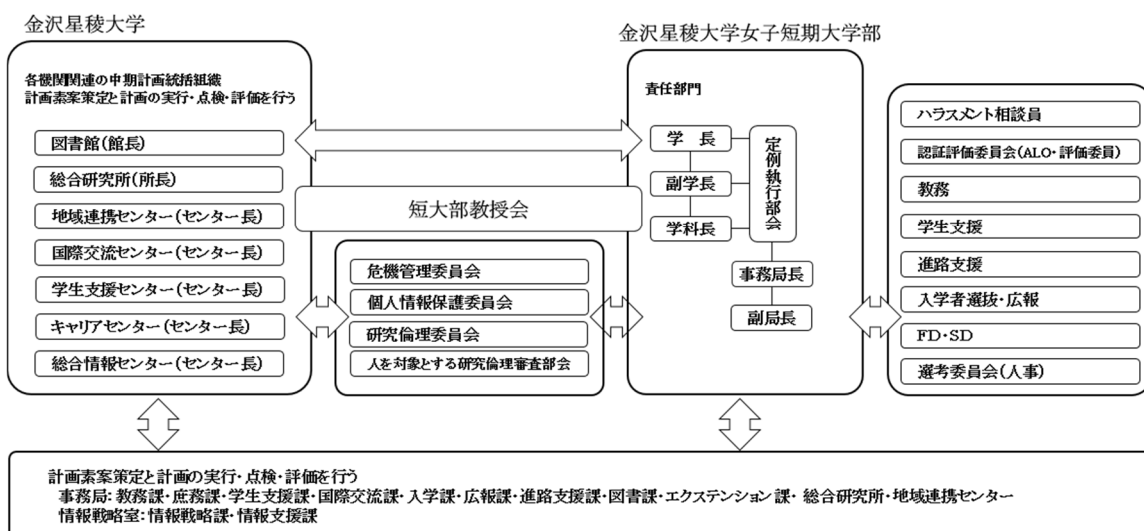 金沢星稜大学
各機関関連の中期計画統括組織
計画素案策定と計画の実行・点検・評価を行う
図書館(館長)
総合研究所(所長)
地域連携センター(センター長)
国際交流センター(センター長)
学生支援センター(センター長)
キャリアセンター(センター長)
総合情報センター(センター長)
短大部教授会
危機管理委員会
個人情報保護委員会
研究倫理委員会
人を対象とする研究倫理審査部会
金沢星稜大学女子短期大学部
責任部門
学　長
副学長
学科長
定例執行部会
事務局長
副局長
ハラスメント相談員
認証評価委員会(ALO・評価委員)
教務
学生支援
進路支援
入学者選抜・広報
FD・SD
選考委員会(人事)
計画素案策定と計画の実行・点検・評価を行う
事務局：教務課・庶務課・学生支援課・国際交流課・入学課・広報課・進路支援課・図書課・エクステンション課・ 総合研究所・地域連携センター
情報戦略室：情報戦略課・情報支援課